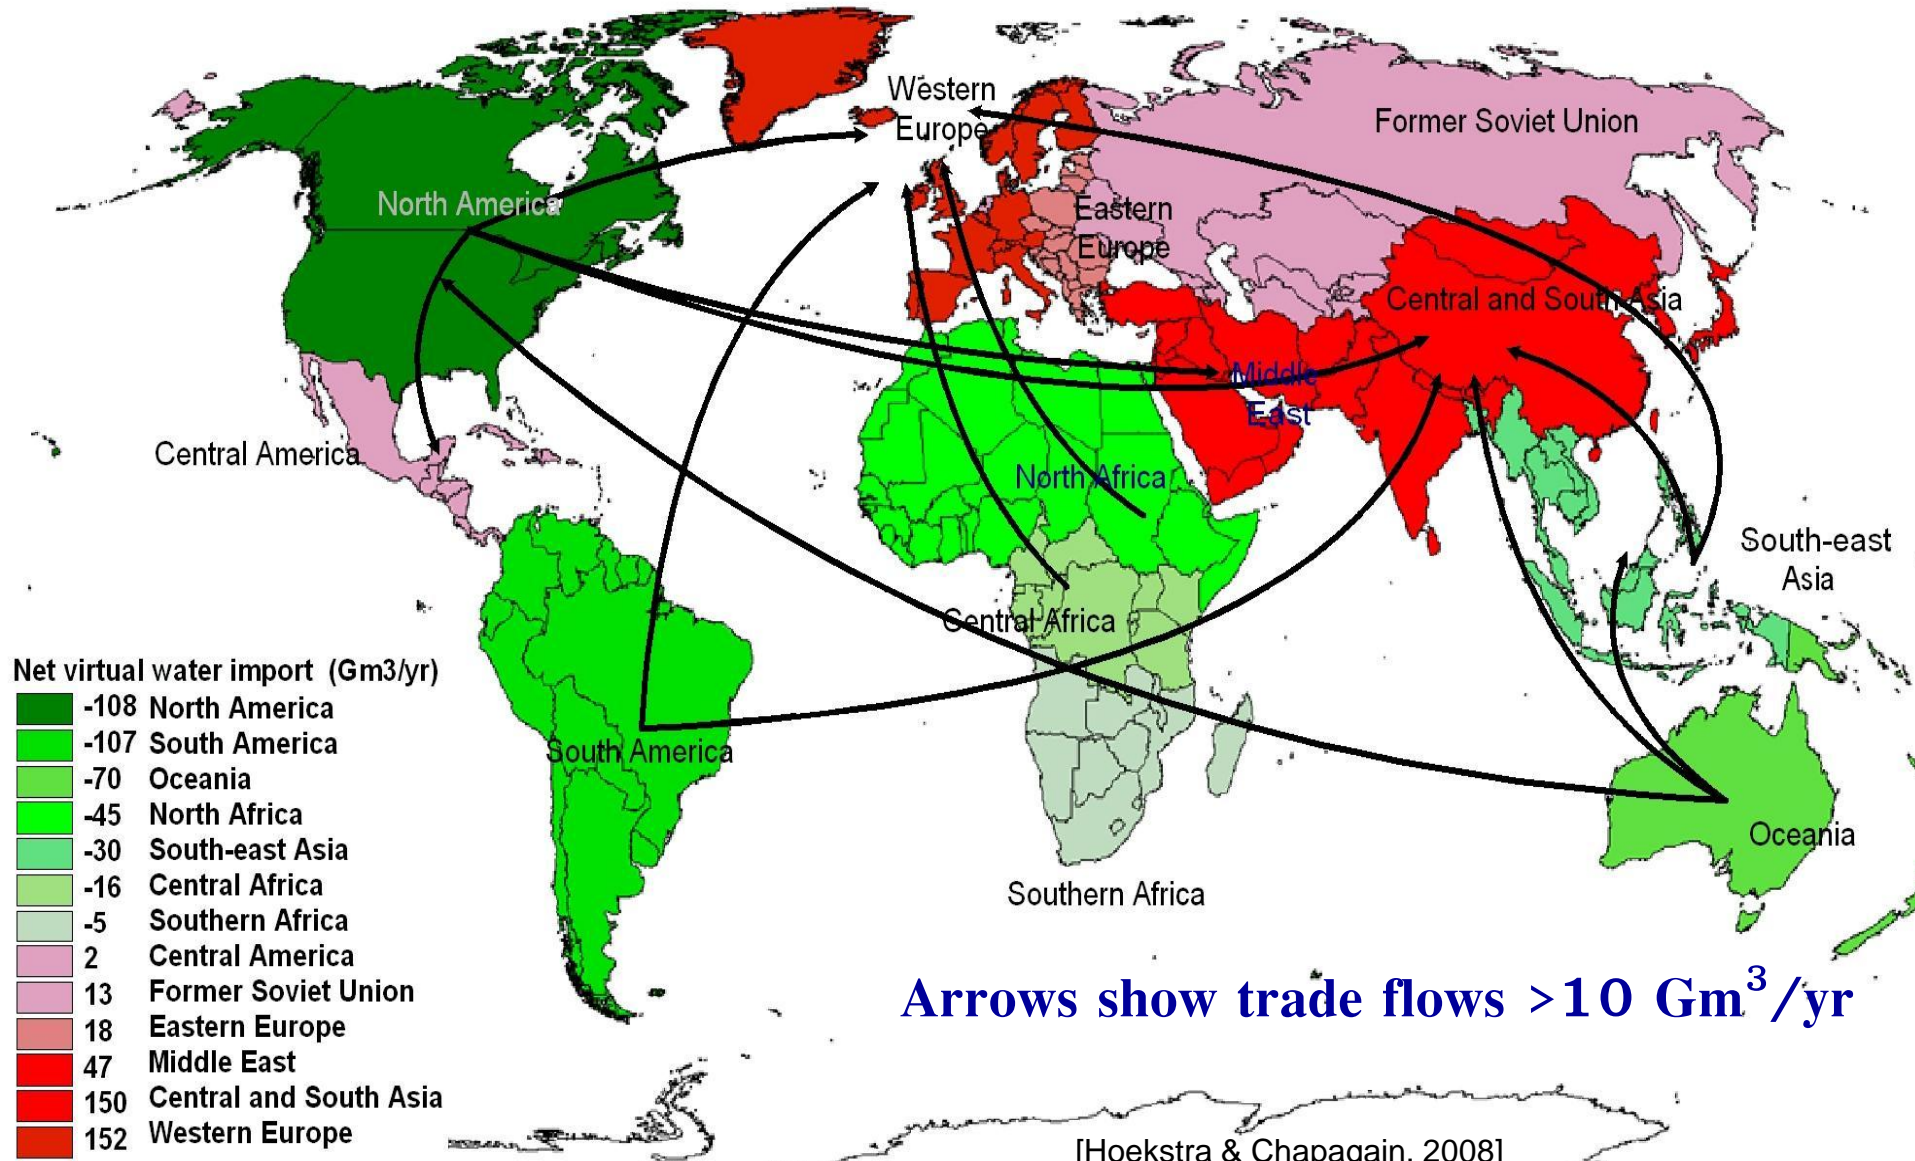 Western
Europe
Former Soviet Union
North America
Eastern
Europe
Central and South Asia
Middle
East
Central America
North Africa
South-east
Asia
Central Africa
South America
Oceania
Southern Africa
Net virtual water import (Gm3/yr)
-108 North America
-107 South America
-70 Oceania
-45 North Africa
-30 South-east Asia
-16 Central Africa
-5 Southern Africa
2 Central America
13 Former Soviet Union
18 Eastern Europe
47 Middle East
150 Central and South Asia
152 Western Europe
Arrows show trade flows >10 Gm³/yr
[Hoekstra & Chapagain, 2008]